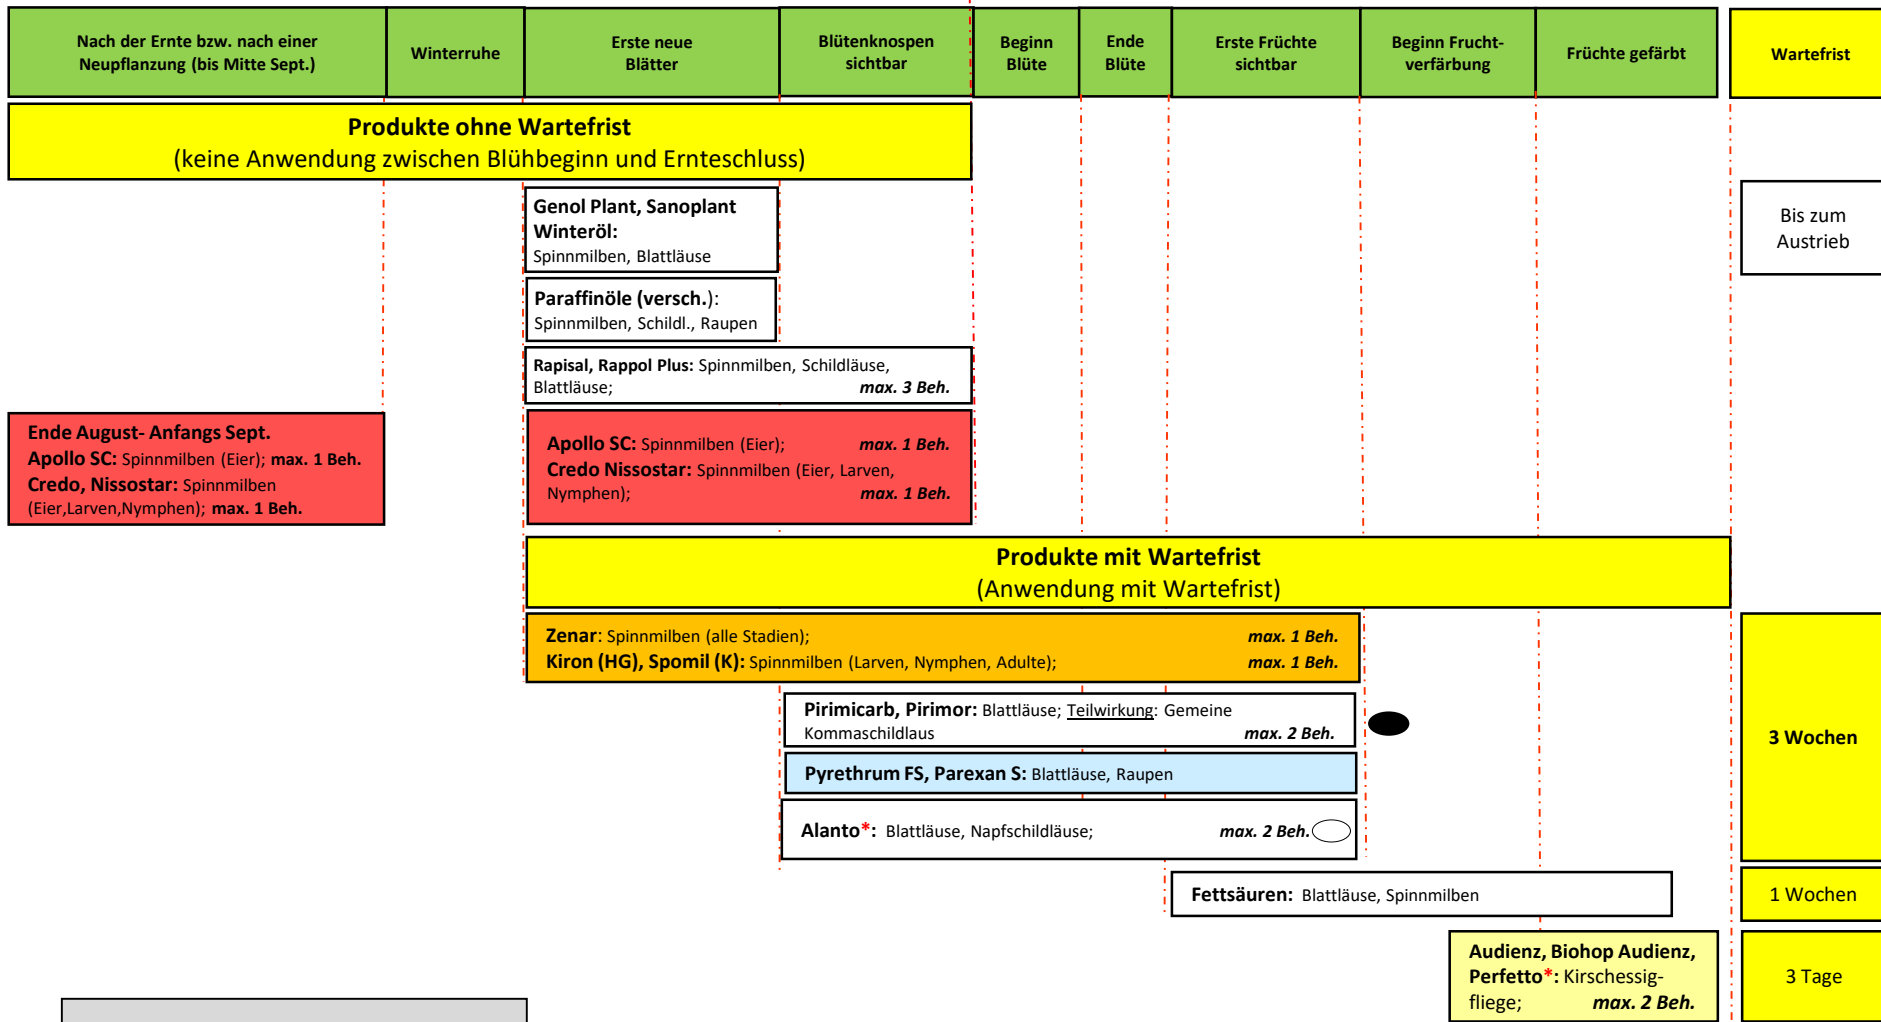 Nach der Ernte bzw. nach einer
Neupflanzung (bis Mitte Sept.)
Winterruhe
Erste neue
Blätter
Blütenknospen
sichtbar
Beginn
Blüte
Ende
Blüte
Erste Früchte
sichtbar
Beginn Frucht-
verfärbung
Früchte gefärbt
Wartefrist
Produkte ohne Wartefrist
(keine Anwendung zwischen Blühbeginn und Ernteschluss)
Genol Plant, Sanoplant
Winteröl:
Spinnmilben, Blattläuse
Bis zum
Austrieb
Paraffinöle (versch.):
Spinnmilben, Schildl., Raupen
Rapisal, Rappol Plus: Spinnmilben, Schildläuse,
Blattläuse; max. 3 Beh.
Ende August- Anfangs Sept.
Apollo SC: Spinnmilben (Eier); max. 1 Beh.
Credo, Nissostar: Spinnmilben
(Eier,Larven,Nymphen); max. 1 Beh.
Apollo SC: Spinnmilben (Eier); max. 1 Beh.
Credo Nissostar: Spinnmilben (Eier, Larven,
Nymphen); max. 1 Beh.
Produkte mit Wartefrist
(Anwendung mit Wartefrist)
Zenar: Spinnmilben (alle Stadien); max. 1 Beh.
Kiron (HG), Spomil (K): Spinnmilben (Larven, Nymphen, Adulte); max. 1 Beh.
Pirimicarb, Pirimor: Blattläuse; Teilwirkung: Gemeine
Kommaschildlaus max. 2 Beh.
3 Wochen
Pyrethrum FS, Parexan S: Blattläuse, Raupen
Alanto*: Blattläuse, Napfschildläuse; max. 2 Beh.
Fettsäuren: Blattläuse, Spinnmilben
1 Wochen
Audienz, Biohop Audienz,
Perfetto*: Kirschessig-
fliege; max. 2 Beh.
3 Tage